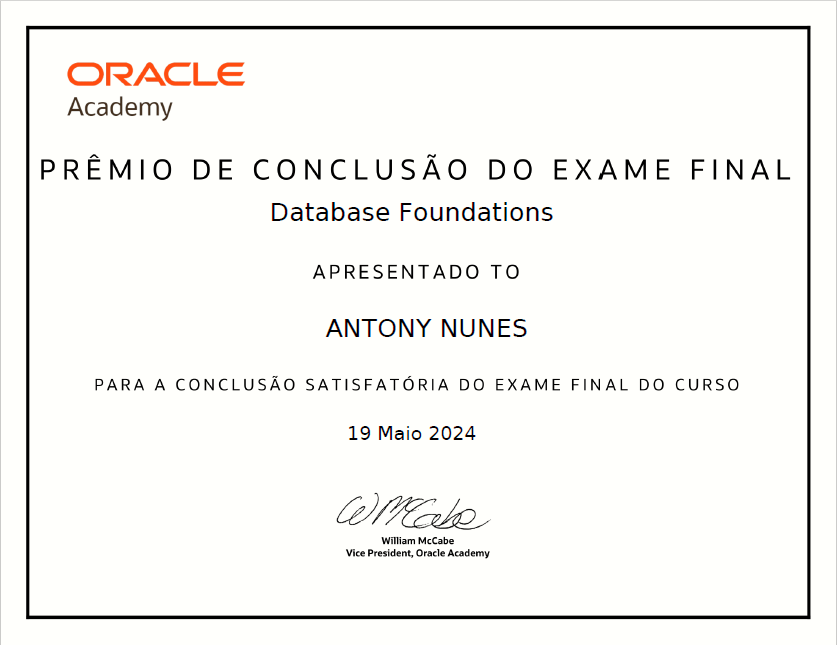 ORACLE
Academy
PRÊMIO DE CONCLUSÃO DO EXAME FINAL
Database Foundations
APRESENTADO TO
ANTONY NUNES
PARA A CONCLUSÃO SATISFATÓRIA DO EXAME FINAL DO CURSO
19 Maio 2024
W McCabe
William McCabe
Vice President, Oracle Academy